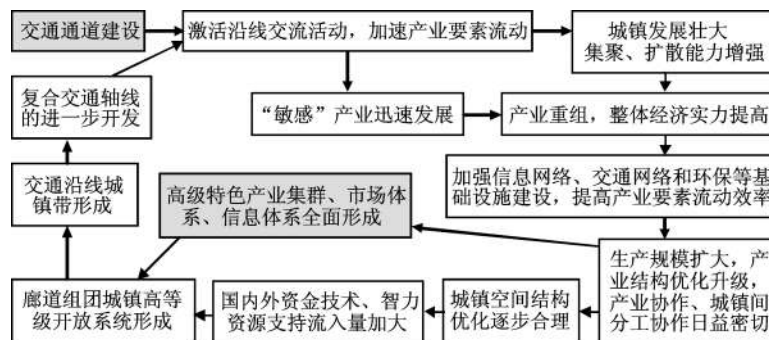 交通通道建设
激活沿线交流活动，加速产业要素流动
城镇发展壮大
集聚、扩散能力增强
复合交通轴线
的进一步开发
“敏感”产业迅速发展
产业重组，整体经济实力提高
交通沿线城
镇带形成
高级特色产业集群、市场体
系、信息体系全面形成
加强信息网络、交通网络和环保等基
础设施建设，提高产业要素流动效率
生产规模扩大，产
业结构优化升级，
产业协作、城镇间
分工协作日益密切
廊道组团城镇高等
级开放系统形成
国内外资金技术、智力
资源支持流入量加大
城镇空间结构
优化逐步合理